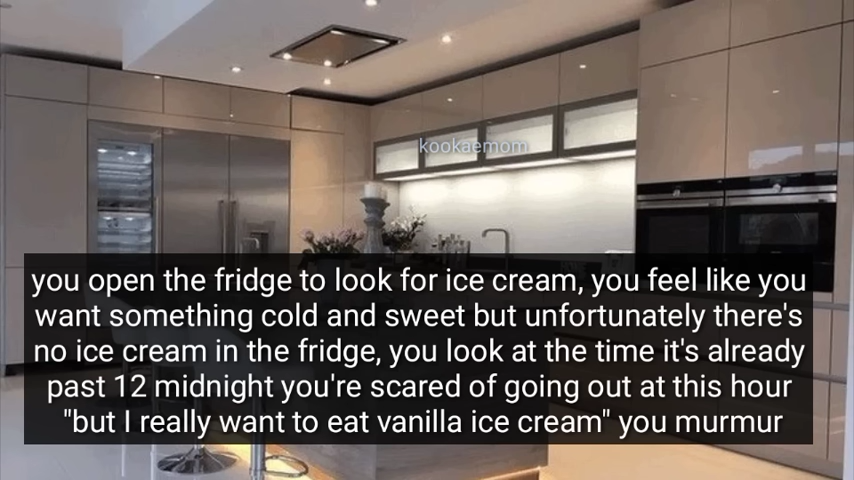 kookaemom
you open the fridge to look for ice cream, you feel like you
want something cold and sweet but unfortunately there's
no ice cream in the fridge, you look at the time it's already
past 12 midnight you're scared of going out at this hour
"but I really want to eat vanilla ice cream" you murmur